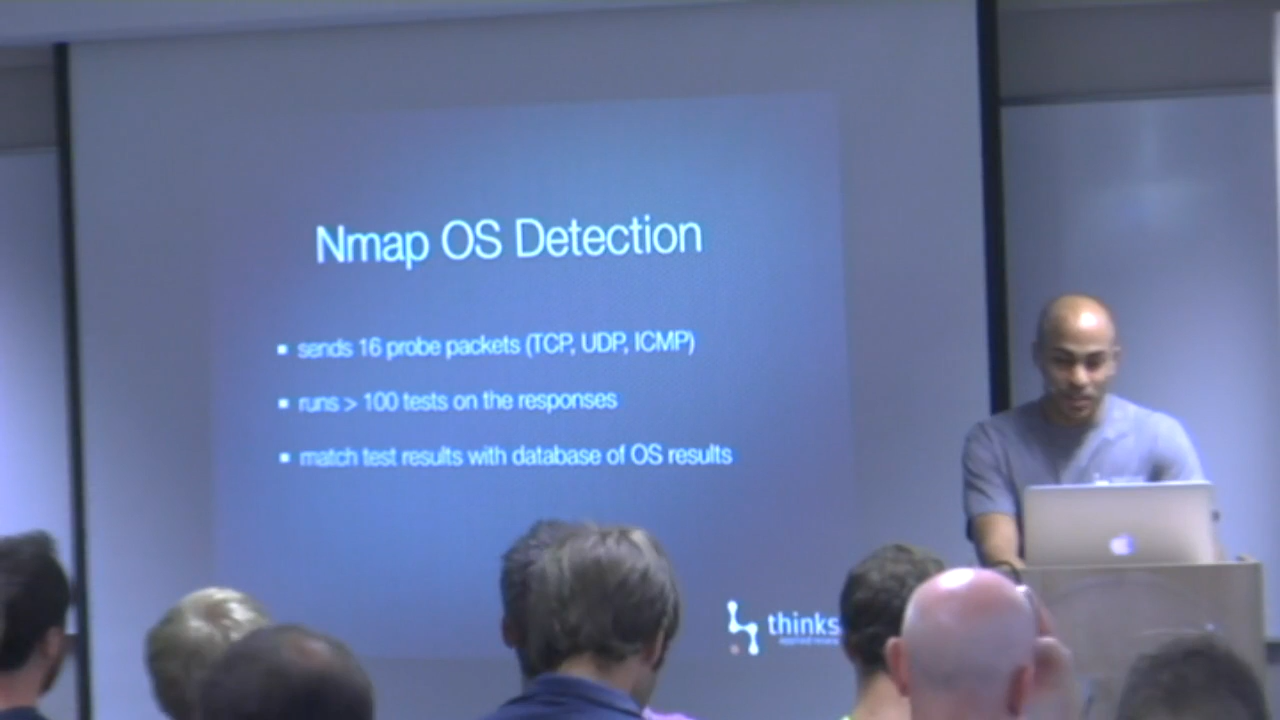 Nmap OS Detection
▪ sends 16 probe packets (TCP, UDP, ICMP)
▪ runs > 100 tests on the responses
▪ match test results with database of OS results
thinks